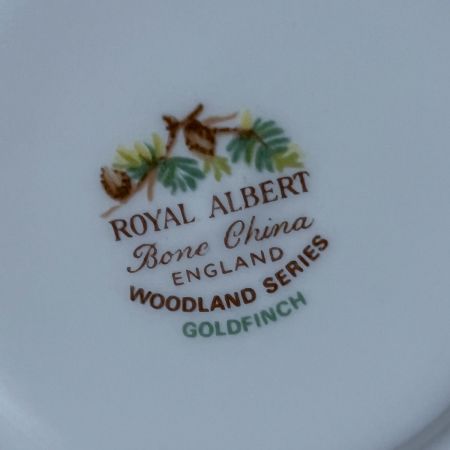 ROYAL ALBERT
Bone China
ENGLAND
WOODLAND SERIES
GOLDFINCH